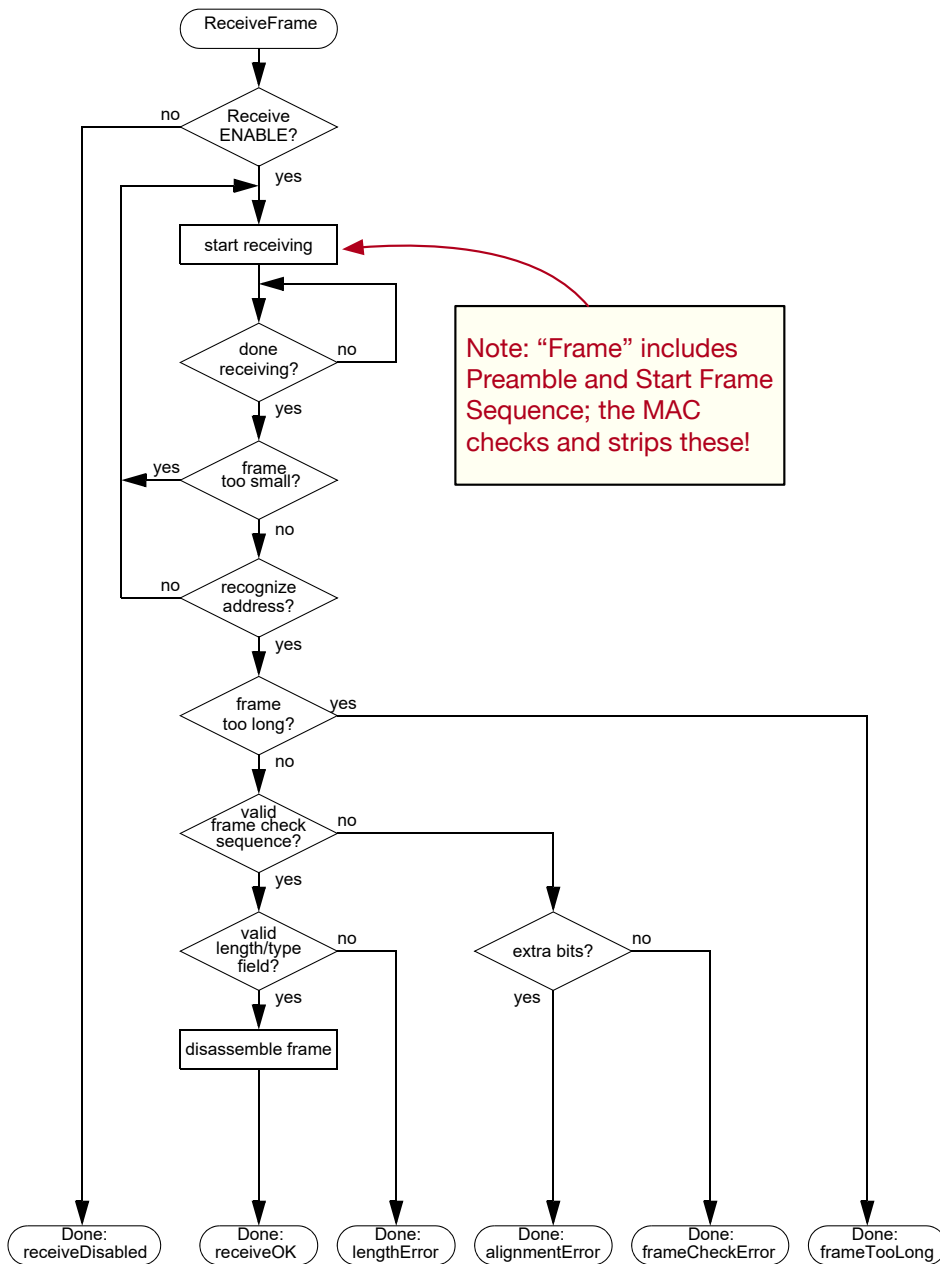 ReceiveFrame
no
Receive
ENABLE?
yes
start receiving
done
receiving?
no
yes
Note: “Frame” includes
Preamble and Start Frame
Sequence; the MAC
checks and strips these!
yes
frame
too small?
no
no
recognize
address?
yes
frame
too long?
yes
no
valid
frame check
sequence?
no
yes
valid
length/type
field?
no
extra bits?
no
yes
yes
disassemble frame
Done:
receiveDisabled
Done:
receiveOK
Done:
lengthError
Done:
alignmentError
Done:
frameCheckError
Done:
frameTooLong